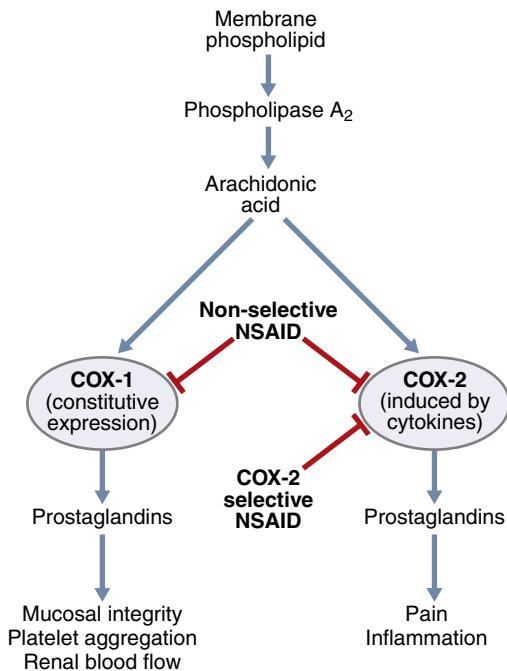 Membrane
phospholipid
Phospholipase A₂
Arachidonic
acid
Non-selective
NSAID
COX-1
(constitutive
expression)
COX-2
(induced by
cytokines)
COX-2
selective
NSAID
Prostaglandins
Prostaglandins
Mucosal integrity
Platelet aggregation
Renal blood flow
Pain
Inflammation